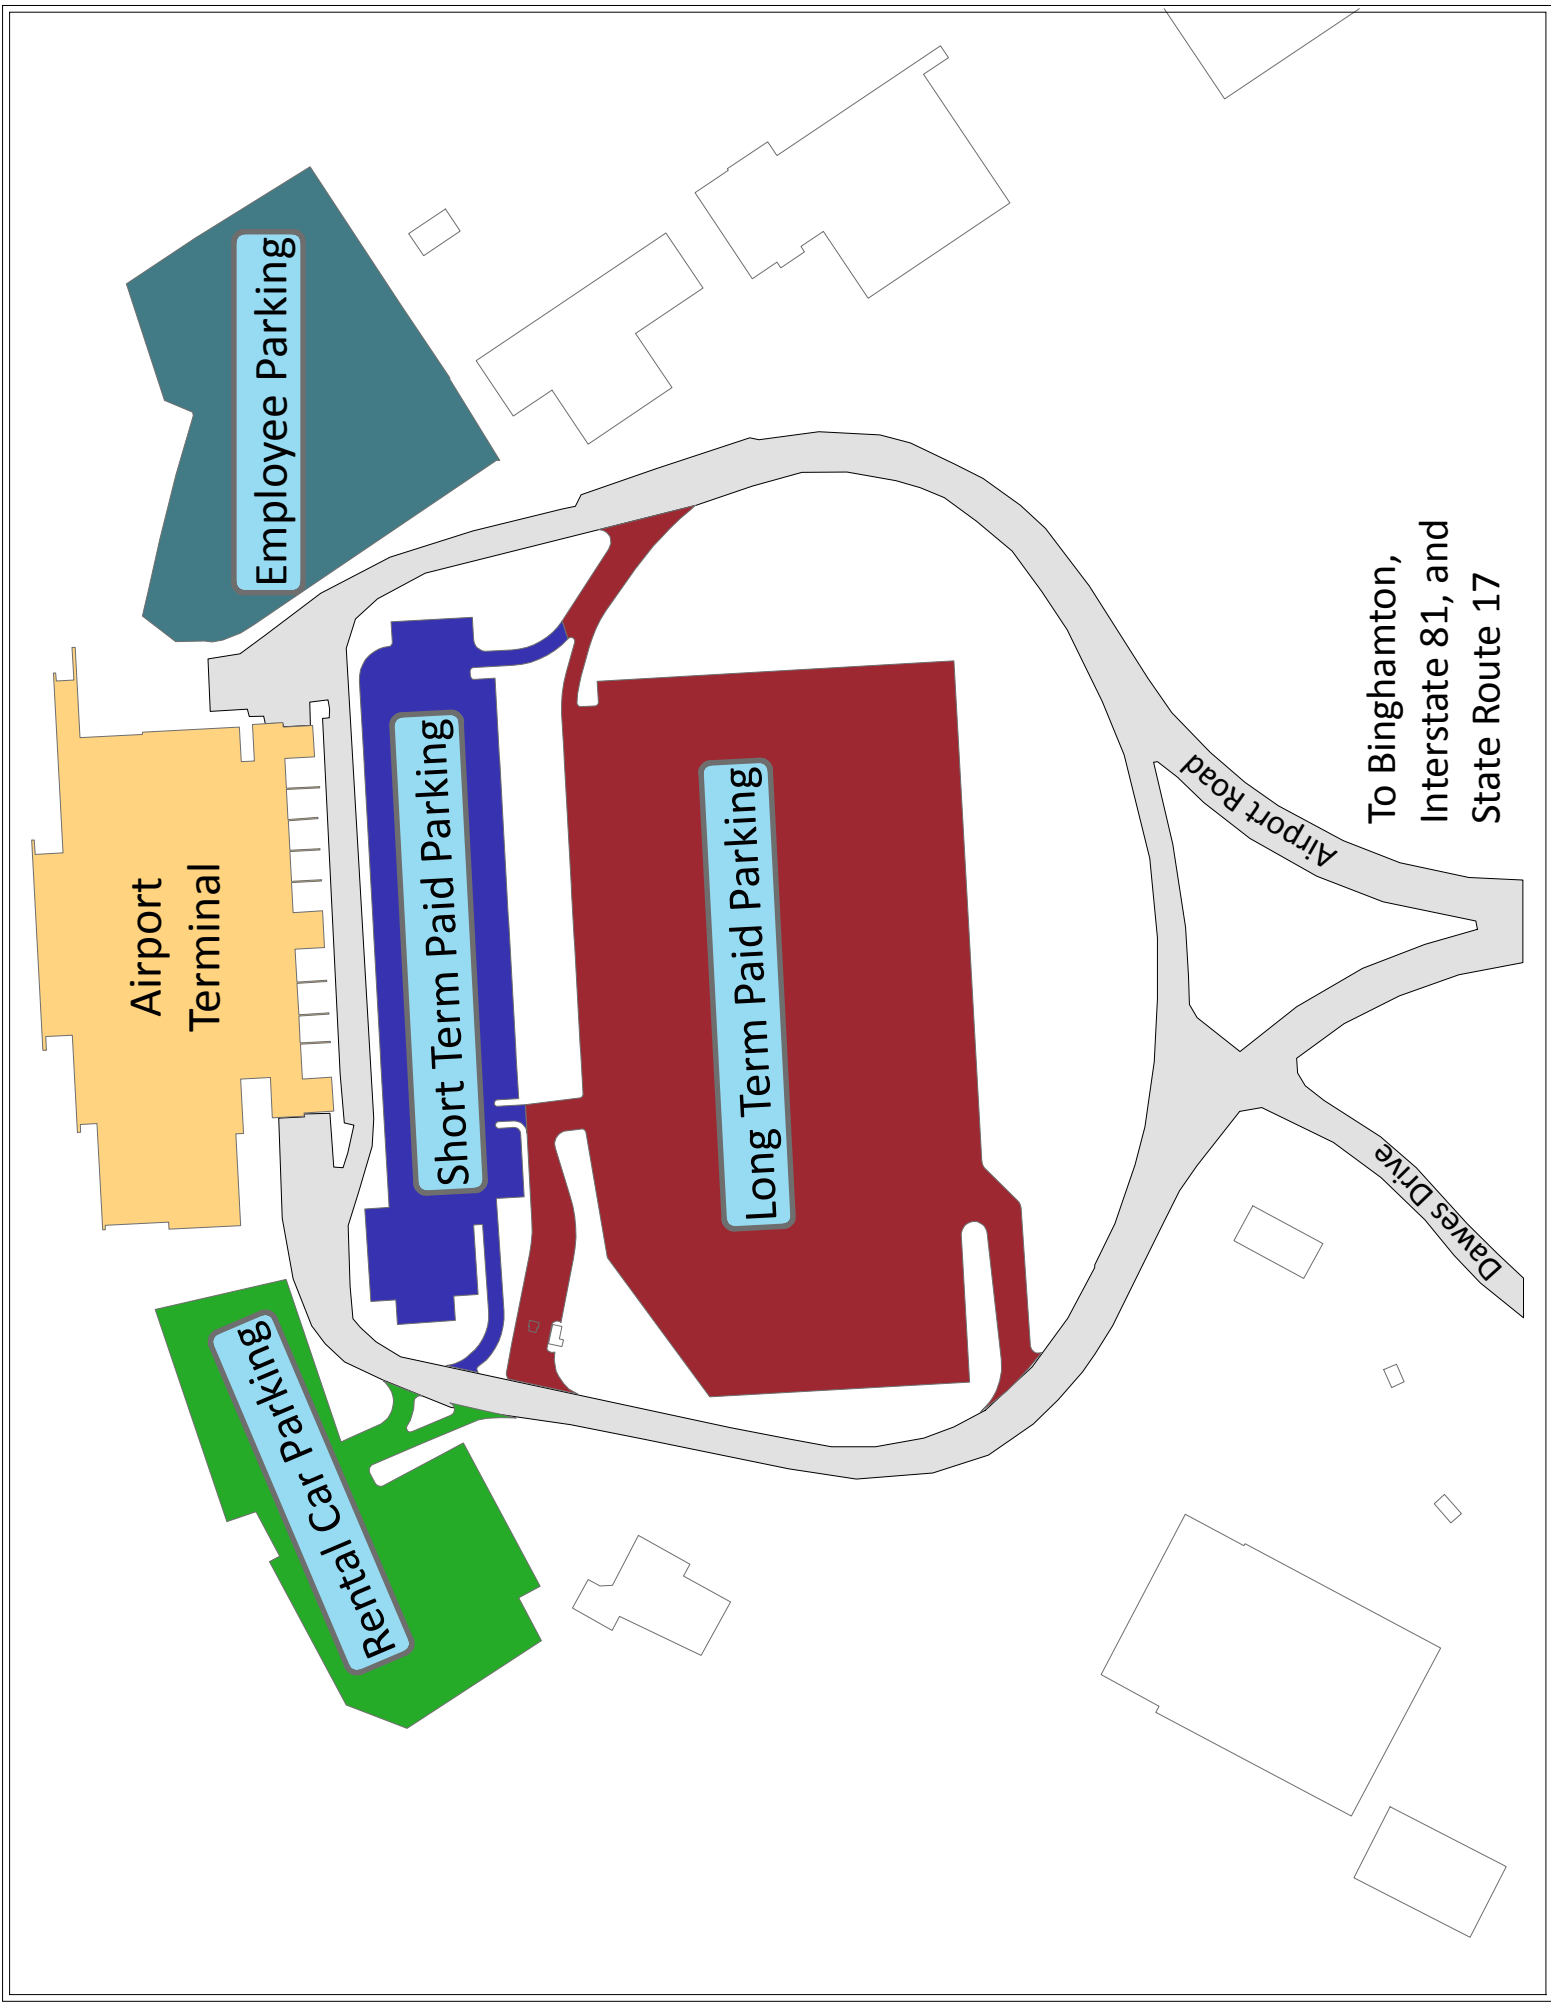 Airport
Terminal
Employee Parking
Short Term Paid Parking
Long Term Paid Parking
Rental Car Parking
Airport Road
Dawes Drive
To Binghamton,
Interstate 81, and
State Route 17